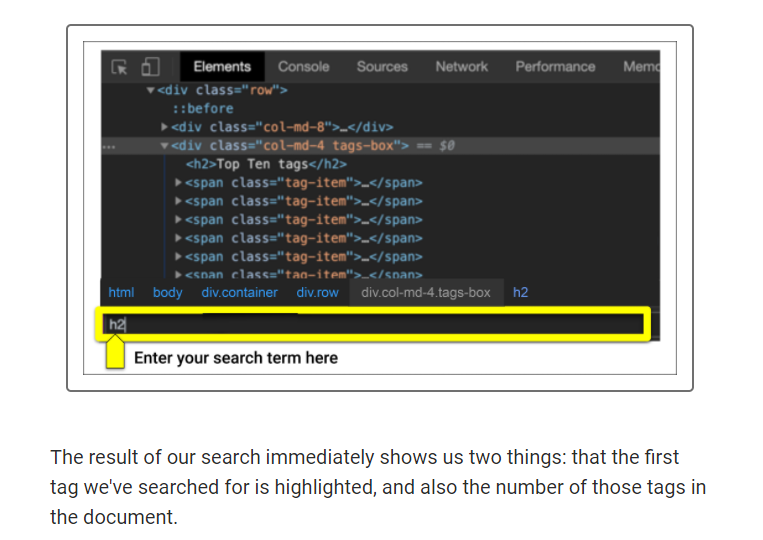 Elements Console Sources Network Performance Memo
▼<div class="row">
::before
▶<div class="col-md-8">…</div>
… ▼<div class="col-md-4 tags-box"> == $0
<h2>Top Ten tags</h2>
▶<span class="tag-item">…</span>
▶<span class="tag-item">…</span>
▶<span class="tag-item">…</span>
▶<span class="tag-item">…</span>
▶<span class="tag-item">…</span>
▶<span class="tag-item">…</span>
html body div.container div.row div.col-md-4.tags-box h2
h2
Enter your search term here
The result of our search immediately shows us two things: that the first
tag we've searched for is highlighted, and also the number of those tags in
the document.